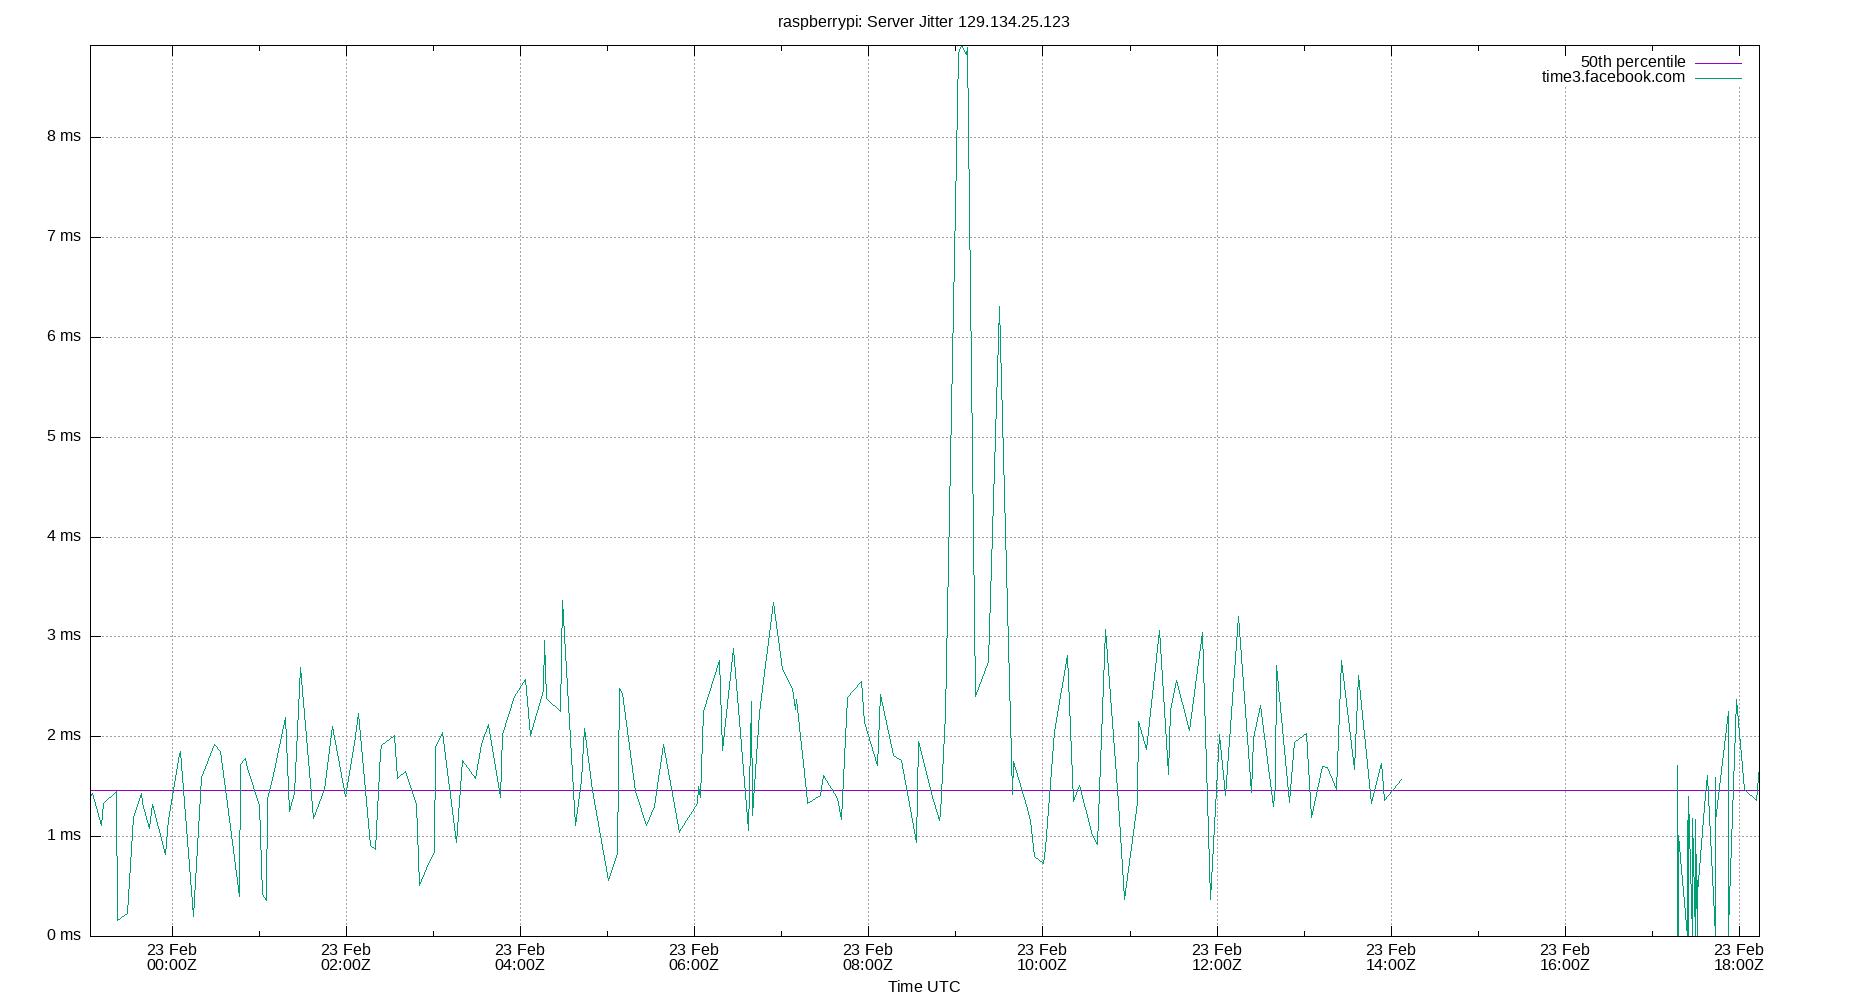 raspberrypi: Server Jitter 129.134.25.123
50th percentile
time3.facebook.com
8 ms
7 ms
6 ms
5 ms
4 ms
3 ms
2 ms
1 ms
0 ms
23 Feb 23 Feb 23 Feb 23 Feb 23 Feb 23 Feb 23 Feb 23 Feb 23 Feb 23 Feb
00:00Z 02:00Z 04:00Z 06:00Z 08:00Z 10:00Z 12:00Z 14:00Z 16:00Z 18:00Z
Time UTC